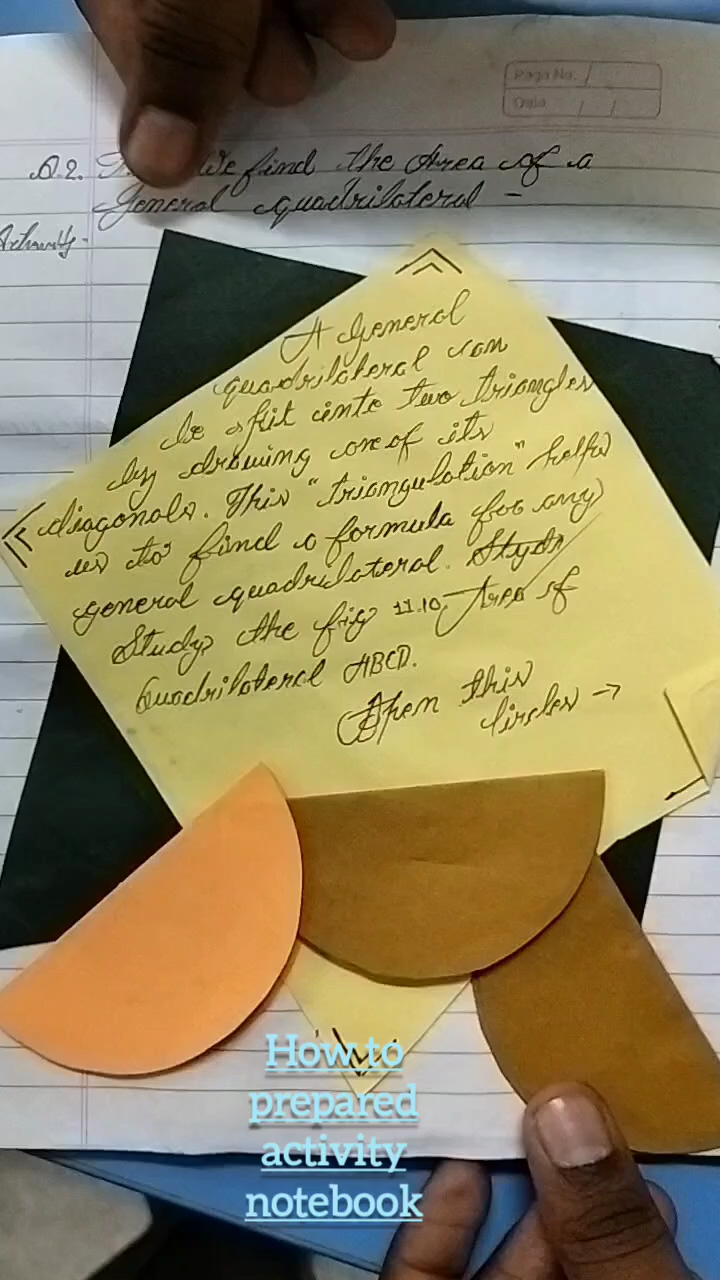 Page No. /
Date / /
Q.2. We find the Area of a
General quadrilateral -
Activity -
A General
quadrilateral can
be split into two triangles
by drawing one of its
diagonals. This "triangulation" helps
us to find a formula for any
general quadrilateral. Study
Study the fig 11.10, Area of
Quadrilateral ABCD.
Open this
Circles →
How to
prepared
activity
notebook